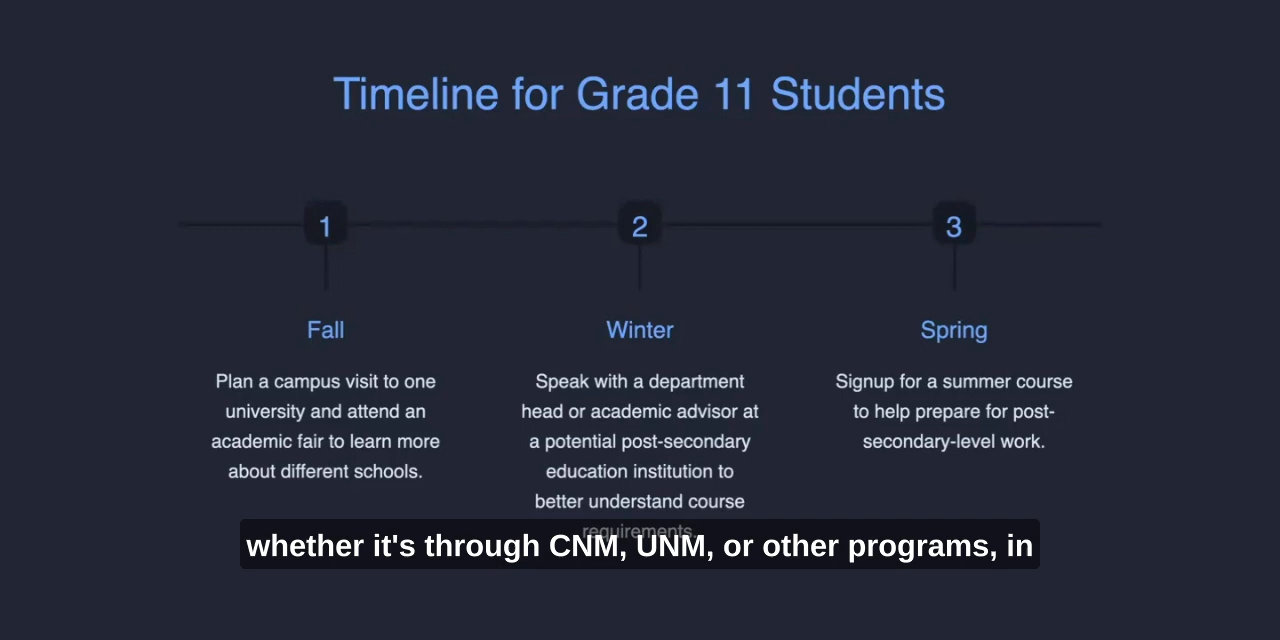 Timeline for Grade 11 Students
1
2
3
Fall
Plan a campus visit to one
university and attend an
academic fair to learn more
about different schools.
Winter
Speak with a department
head or academic advisor at
a potential post-secondary
education institution to
better understand course
requirements.
Spring
Signup for a summer course
to help prepare for post-
secondary-level work.
whether it's through CNM, UNM, or other programs, in